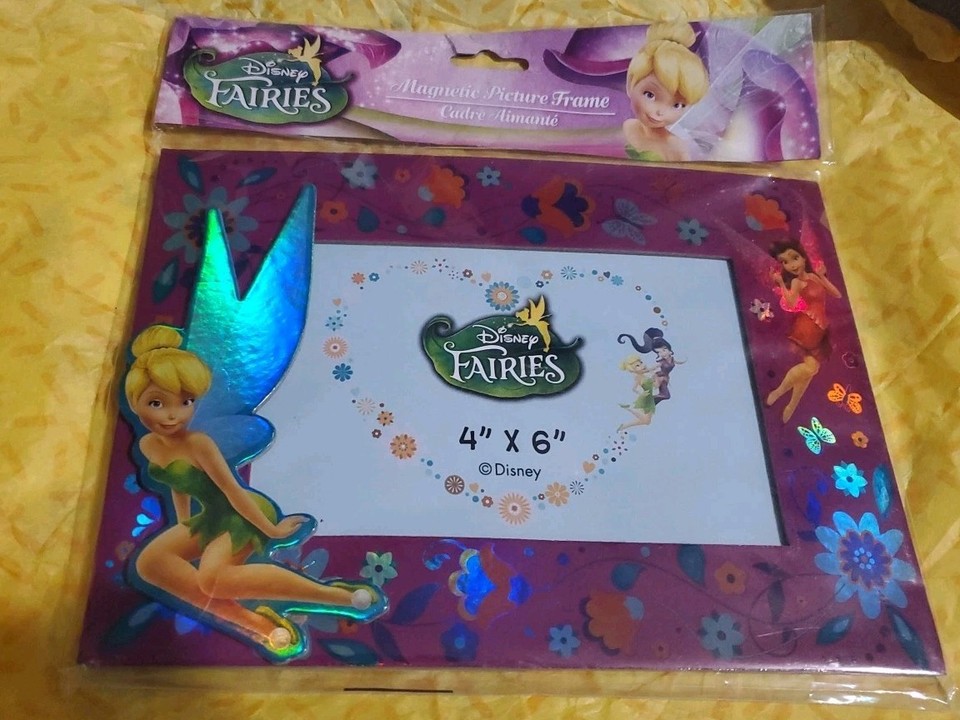 Disney
FAIRIES
Magnetic Picture Frame
Cadre Aimanté
Disney
FAIRIES
4" X 6"
©Disney